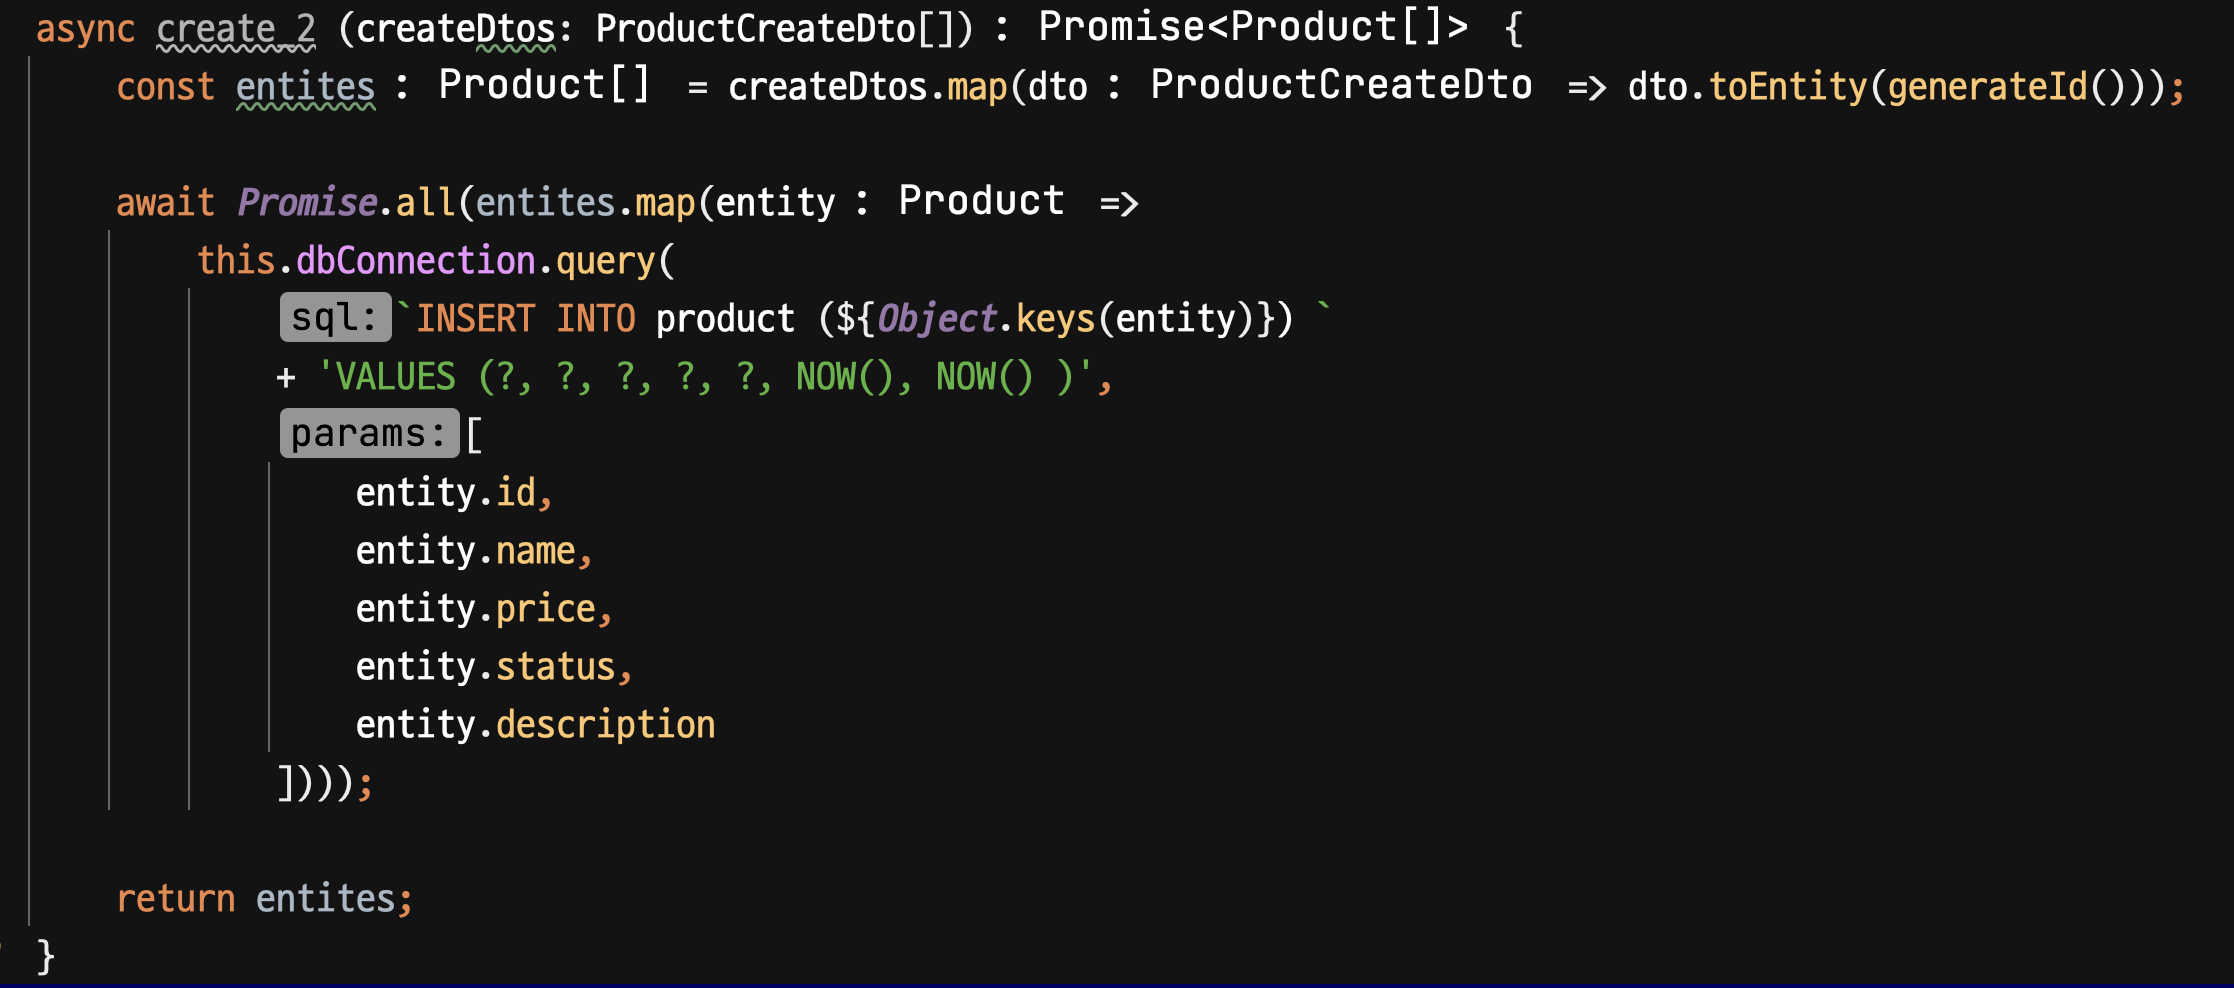 async create_2 (createDtos: ProductCreateDto[]) : Promise<Product[]> {
const entites : Product[] = createDtos.map(dto : ProductCreateDto => dto.toEntity(generateId()));
await Promise.all(entites.map(entity : Product =>
this.dbConnection.query(
sql: `INSERT INTO product (${Object.keys(entity)}) `
+ 'VALUES (?, ?, ?, ?, ?, NOW(), NOW() )',
params: [
entity.id,
entity.name,
entity.price,
entity.status,
entity.description
])));
return entites;
}